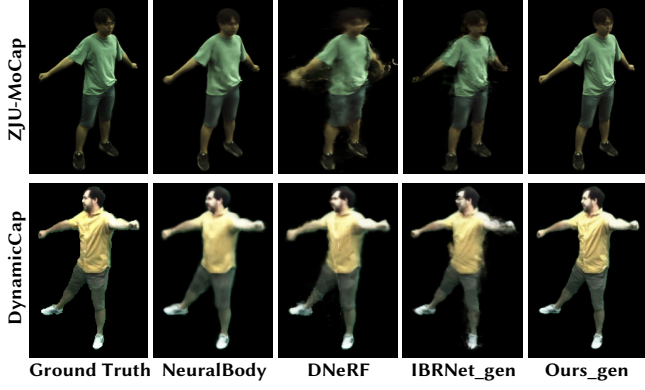 ZJU-MoCap
DynamicCap
Ground Truth NeuralBody DNeRF IBRNet_gen Ours_gen